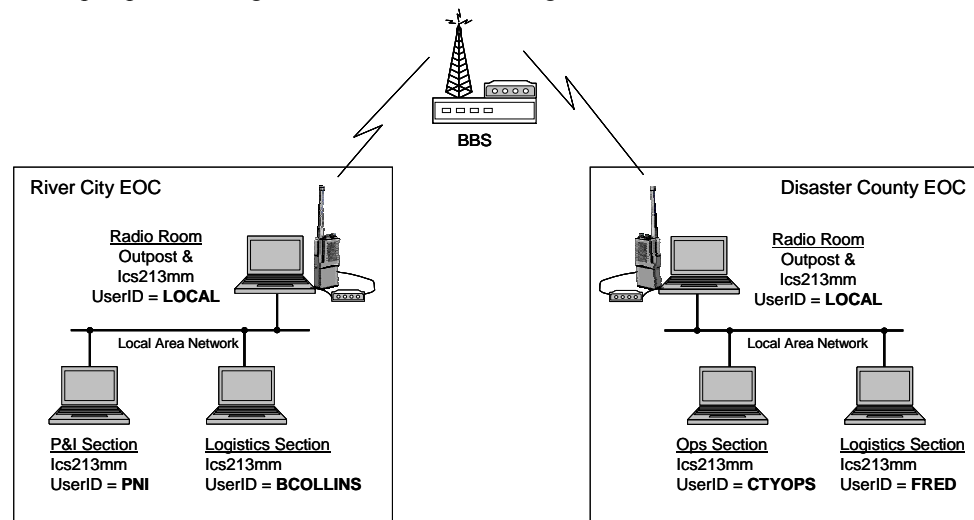 BBS
River City EOC
Radio Room
Outpost &
Ics213mm
UserID = LOCAL
Local Area Network
P&I Section
Ics213mm
UserID = PNI
Logistics Section
Ics213mm
UserID = BCOLLINS
Disaster County EOC
Radio Room
Outpost &
Ics213mm
UserID = LOCAL
Local Area Network
Ops Section
Ics213mm
UserID = CTYOPS
Logistics Section
Ics213mm
UserID = FRED